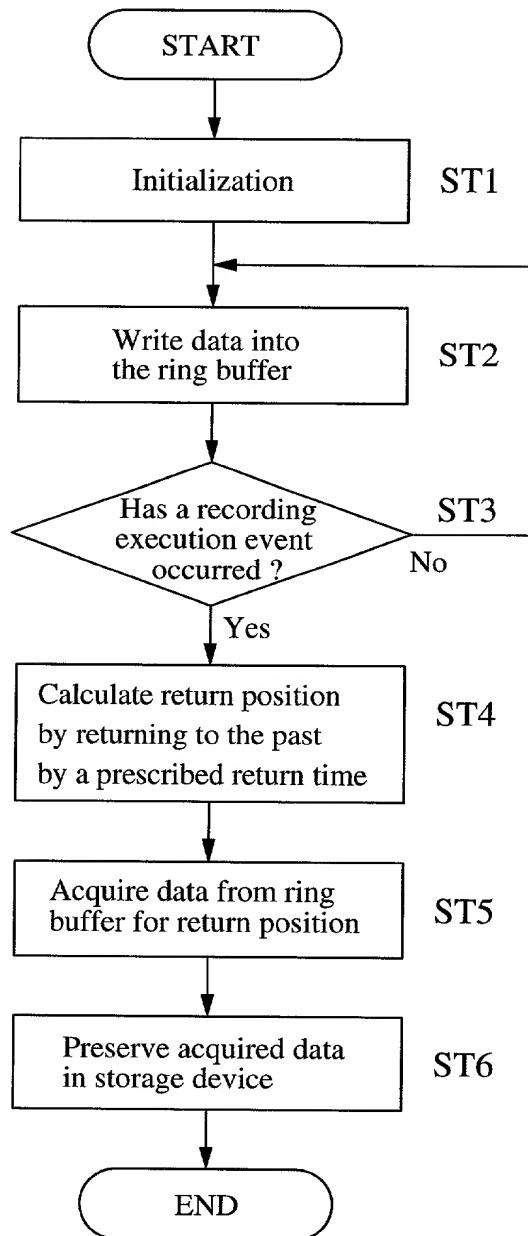 START
Initialization
ST1
Write data into
the ring buffer
ST2
Has a recording
execution event
occurred ?
ST3
No
Yes
Calculate return position
by returning to the past
by a prescribed return time
ST4
Acquire data from ring
buffer for return position
ST5
Preserve acquired data
in storage device
ST6
END